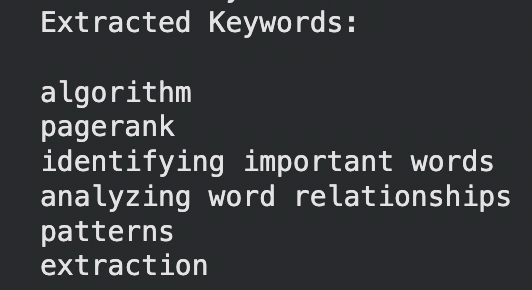 Extracted Keywords:
algorithm
pagerank
identifying important words
analyzing word relationships
patterns
extraction